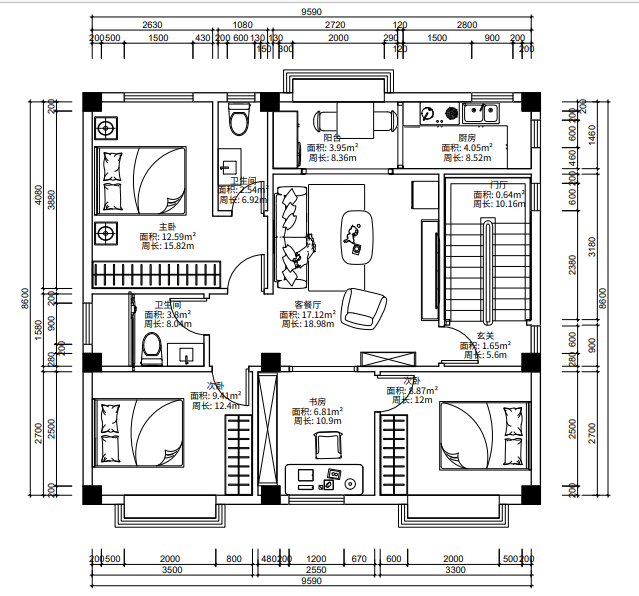 9590
2630 1080 2720 120 2800
200 500 1500 430 200 600 130 130 2000 290 1500 900 200
150 300 120 200
阳台
面积: 3.95m²
周长: 8.36m
厨房
面积: 4.05m²
周长: 8.52m
卫生间
面积: 2.54m²
周长: 6.92m
门厅
面积: 0.64m²
周长: 10.16m
主卧
面积: 12.59m²
周长: 15.82m
卫生间
面积: 3.8m²
周长: 8.04m
客餐厅
面积: 17.12m²
周长: 18.98m
玄关
面积: 1.65m²
周长: 5.6m
次卧
面积: 9.41m²
周长: 12.4m
书房
面积: 6.81m²
周长: 10.9m
次卧
面积: 8.87m²
周长: 12m
8600
4080 1580 2700
200 3880 200 900 200 280 2500 200
200 200 600 460 600 200 2380 600 280 2500 200
1460 3180 900 2700
8600
200 500 2000 800 480 200 1200 670 600 2000 500 200
3500 2550 3300
9590